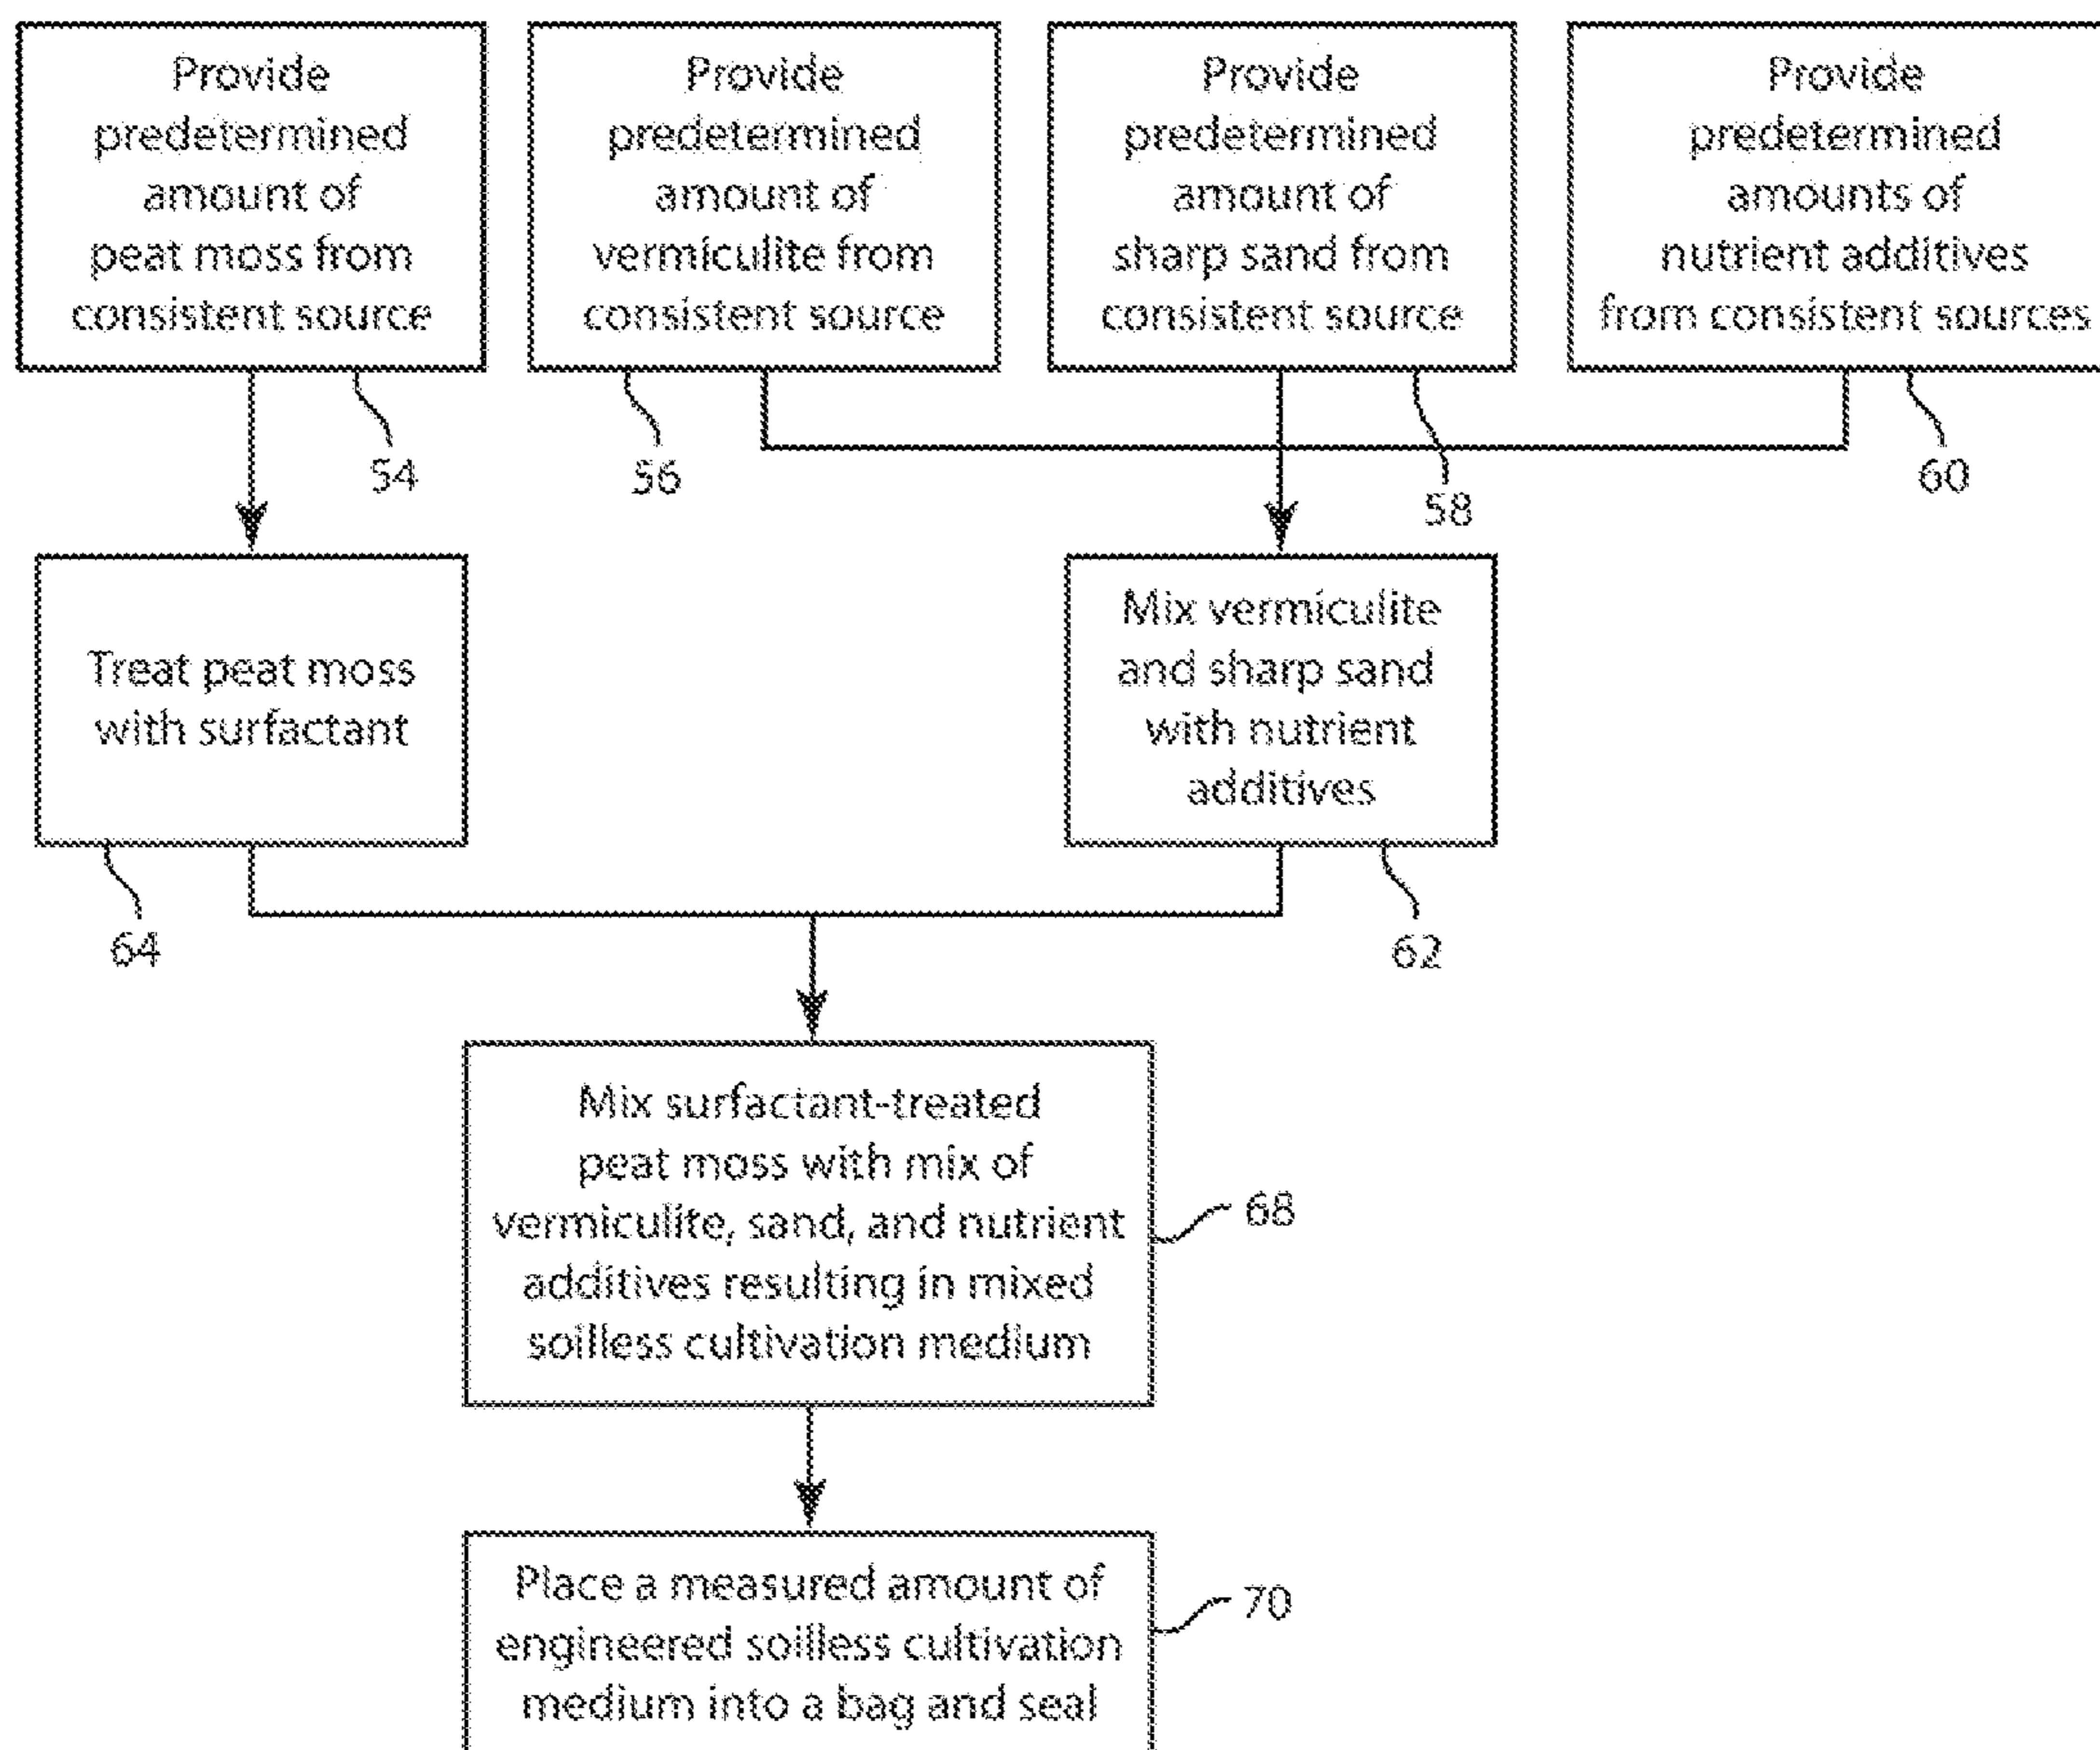 Provide
predetermined
amount of
peat moss from
consistent source
Provide
predetermined
amount of
vermiculite from
consistent source
Provide
predetermined
amount of
sharp sand from
consistent source
Provide
predetermined
amounts of
nutrient additives
from consistent sources
54
56
58
60
Treat peat moss
with surfactant
Mix vermiculite
and sharp sand
with nutrient
additives
64
62
Mix surfactant-treated
peat moss with mix of
vermiculite, sand, and nutrient
additives resulting in mixed
soilless cultivation medium
68
Place a measured amount of
engineered soilless cultivation
medium into a bag and seal
70